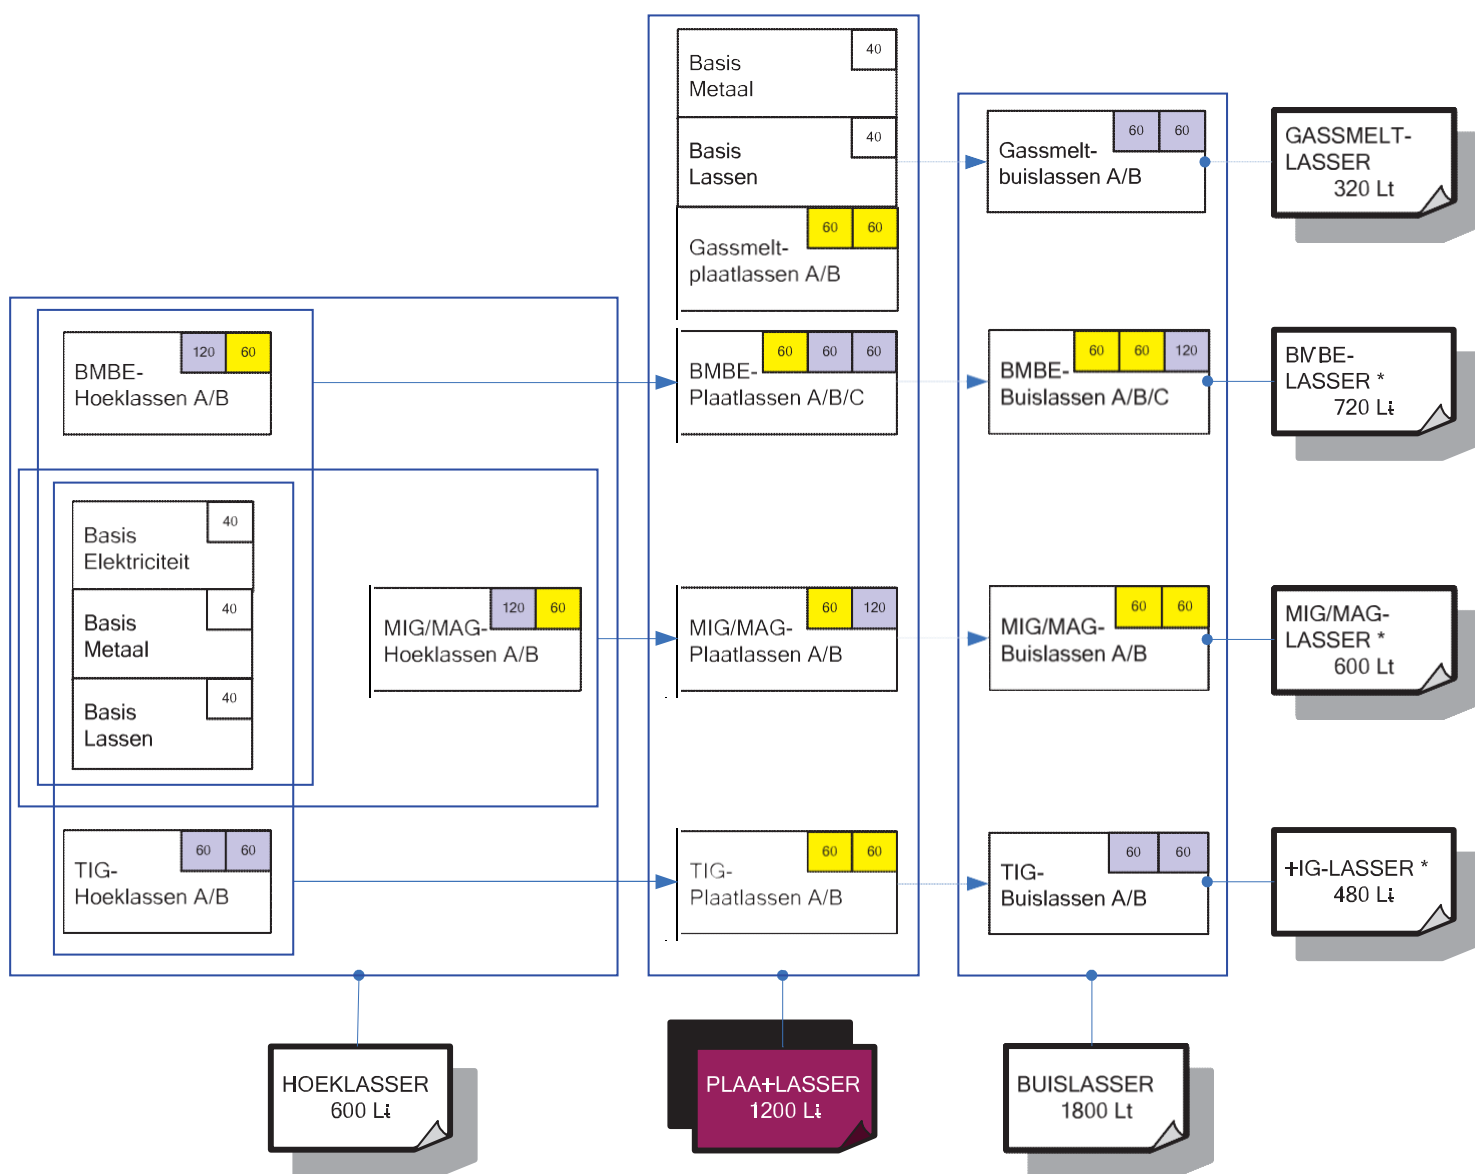 40
Basis
Metaal
40
Basis
Lassen
60 60
Gassmelt-
plaatlassen A/B
60 60
Gassmelt-
buislassen A/B
GASSMELT-
LASSER
320 Lt
120 60
BMBE-
Hoeklassen A/B
60 60 60
BMBE-
Plaatlassen A/B/C
60 60 120
BMBE-
Buislassen A/B/C
BMBE-
LASSER *
720 Lt
40
Basis
Elektriciteit
40
Basis
Metaal
40
Basis
Lassen
120 60
MIG/MAG-
Hoeklassen A/B
60 120
MIG/MAG-
Plaatlassen A/B
60 60
MIG/MAG-
Buislassen A/B
MIG/MAG-
LASSER *
600 Lt
60 60
TIG-
Hoeklassen A/B
60 60
TIG-
Plaatlassen A/B
60 60
TIG-
Buislassen A/B
TIG-LASSER *
480 Lt
HOEKLASSER
600 Lt
PLAATLASSER
1200 Lt
BUISLASSER
1800 Lt